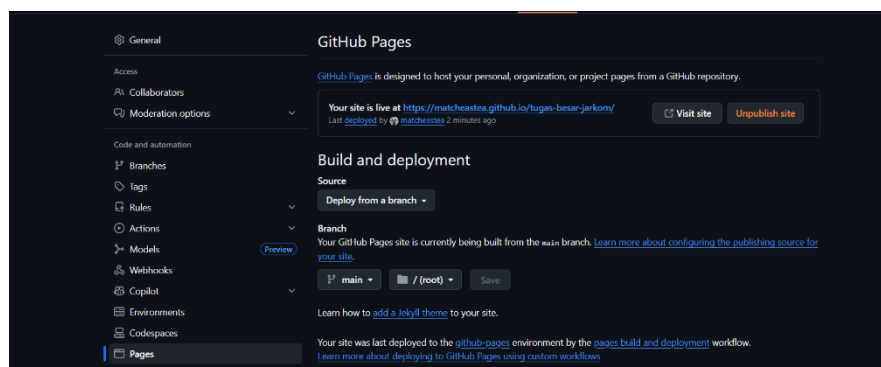 General
Access
Collaborators
Moderation options
Code and automation
Branches
Tags
Rules
Actions
Models
Preview
Webhooks
Copilot
Environments
Codespaces
Pages
GitHub Pages
GitHub Pages is designed to host your personal, organization, or project pages from a GitHub repository.
Your site is live at https://matcheastea.github.io/tugas-besar-jarkom/
Last deployed by matcheastea 2 minutes ago
Visit site
Unpublish site
Build and deployment
Source
Deploy from a branch
Branch
Your GitHub Pages site is currently being built from the main branch. Learn more about configuring the publishing source for
your site.
main
/ (root)
Save
Learn how to add a Jekyll theme to your site.
Your site was last deployed to the github-pages environment by the pages build and deployment workflow.
Learn more about deploying to GitHub Pages using custom workflows